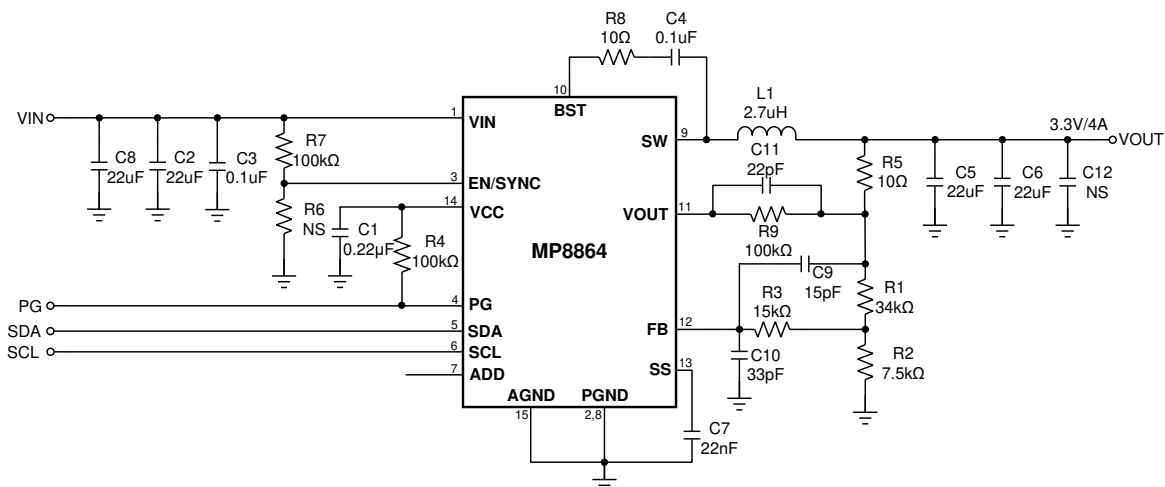 R8
10Ω
C4
0.1uF
10
BST
VIN
1
VIN
SW
9
L1
2.7uH
3.3V/4A
VOUT
C8
22uF
C2
22uF
C3
0.1uF
R7
100kΩ
C11
22pF
R5
10Ω
C5
22uF
C6
22uF
C12
NS
3
EN/SYNC
14
VCC
VOUT
11
R6
NS
C1
0.22µF
R4
100kΩ
R9
100kΩ
MP8864
C9
15pF
R1
34kΩ
PG
4
PG
R3
15kΩ
SDA
5
SDA
FB
12
SCL
6
SCL
C10
33pF
R2
7.5kΩ
7
ADD
SS
13
AGND
PGND
15
2,8
C7
22nF